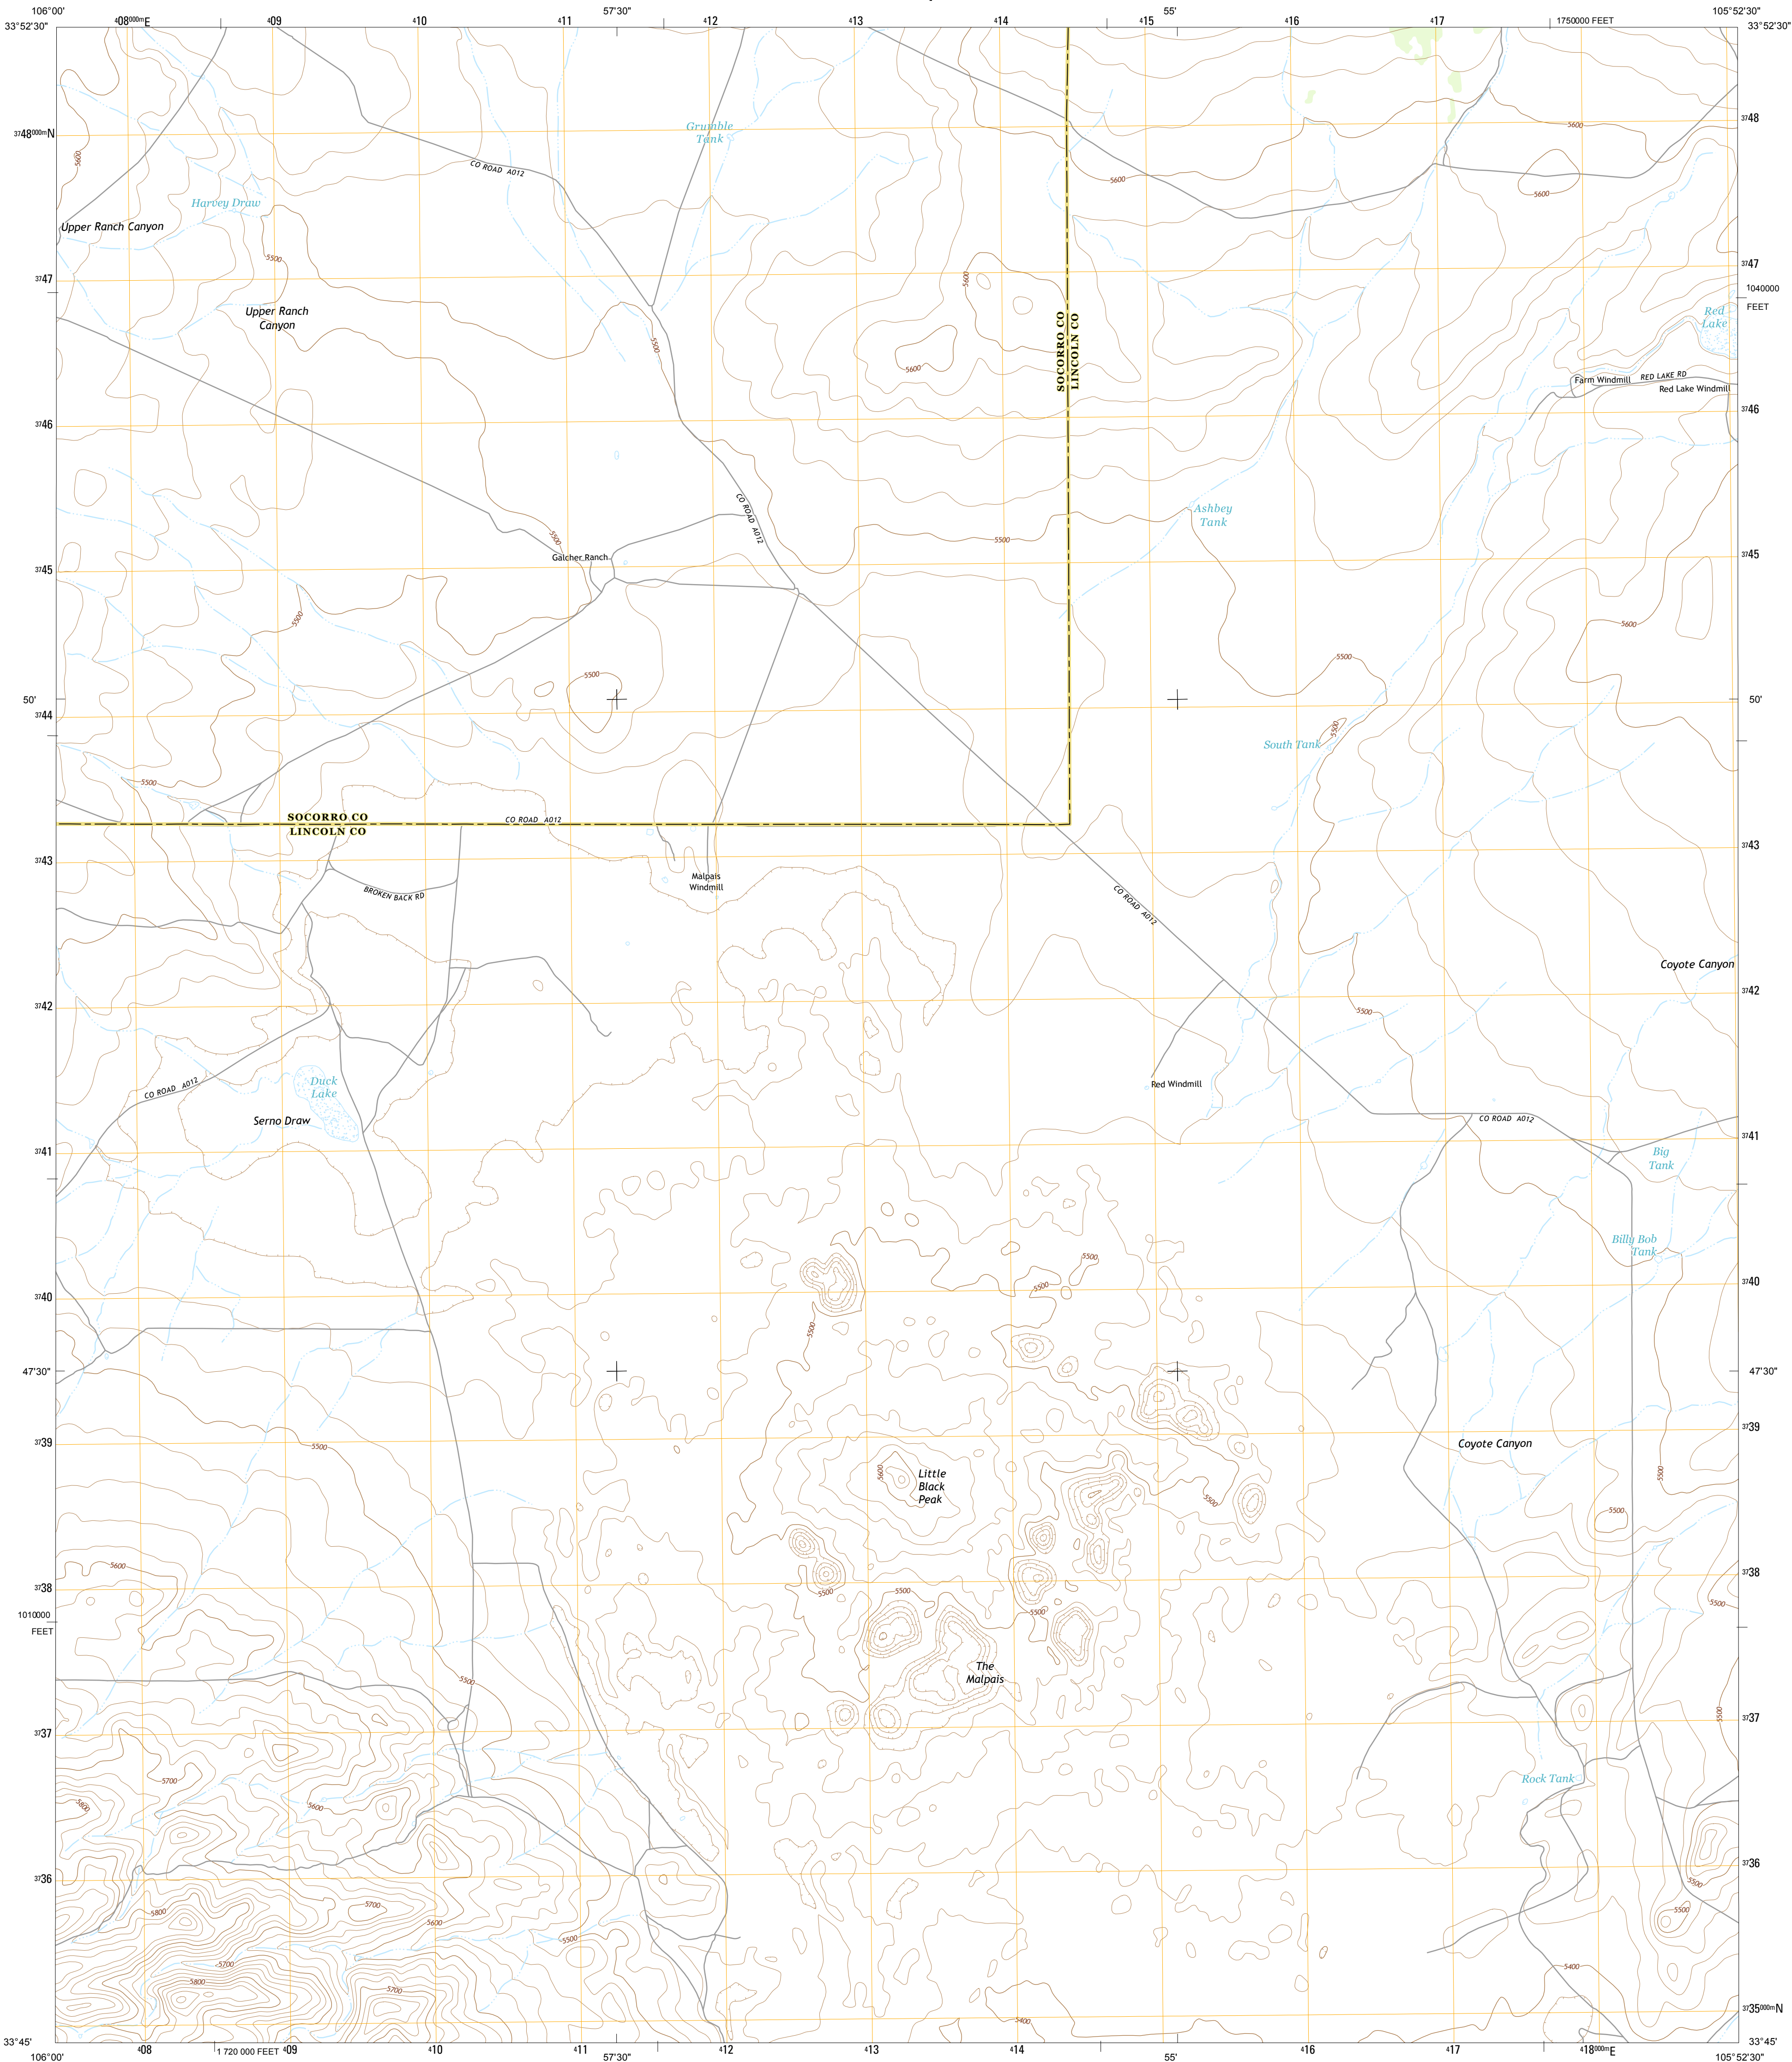 106°00'
408000mE
409
410
411
57'30"
412
413
414
415
55'
416
417
1750000 FEET
105°52'30"
33°52'30"
33°52'30"
3748000mN
Grumble
Tank
5600
3748
5600
CO ROAD A012
5600
5600
Harvey Draw
Upper Ranch Canyon
5500
3747
5600
3747
1040000
FEET
Upper Ranch
Canyon
Red
Lake
SOCORRO CO
LINCOLN CO
5500
5600
Farm Windmill
RED LAKE RD
Red Lake Windmill
3746
3746
CO ROAD A012
Ashbey
Tank
5500
5500
Galcher Ranch
3745
3745
5500
5600
5500
5500
50'
50'
3744
3744
5500
South Tank
5500
SOCORRO CO
LINCOLN CO
CO ROAD A012
3743
3743
Malpais
Windmill
BROKEN BACK RD
CO ROAD A012
Coyote Canyon
3742
3742
5500
Duck
Lake
CO ROAD A012
Red Windmill
Serno Draw
CO ROAD A012
3741
3741
Big
Tank
Billy Bob
Tank
5500
5500
3740
3740
5500
47'30"
47'30"
3739
3739
5500
Coyote Canyon
5600
Little
Black
Peak
5500
5500
5500
5600
3738
3738
5500
5500
5500
5500
1010000
FEET
The
Malpais
5500
5500
3737
3737
5700
Rock Tank
5800
5600
3736
3736
5500
5700
5800
5600
5500
5500
5700
5400
5800
5700
3735000mN
5400
33°45'
33°45'
106°00'
408
1 720 000 FEET
409
410
411
57'30"
412
413
414
55'
416
417
418000mE
105°52'30"